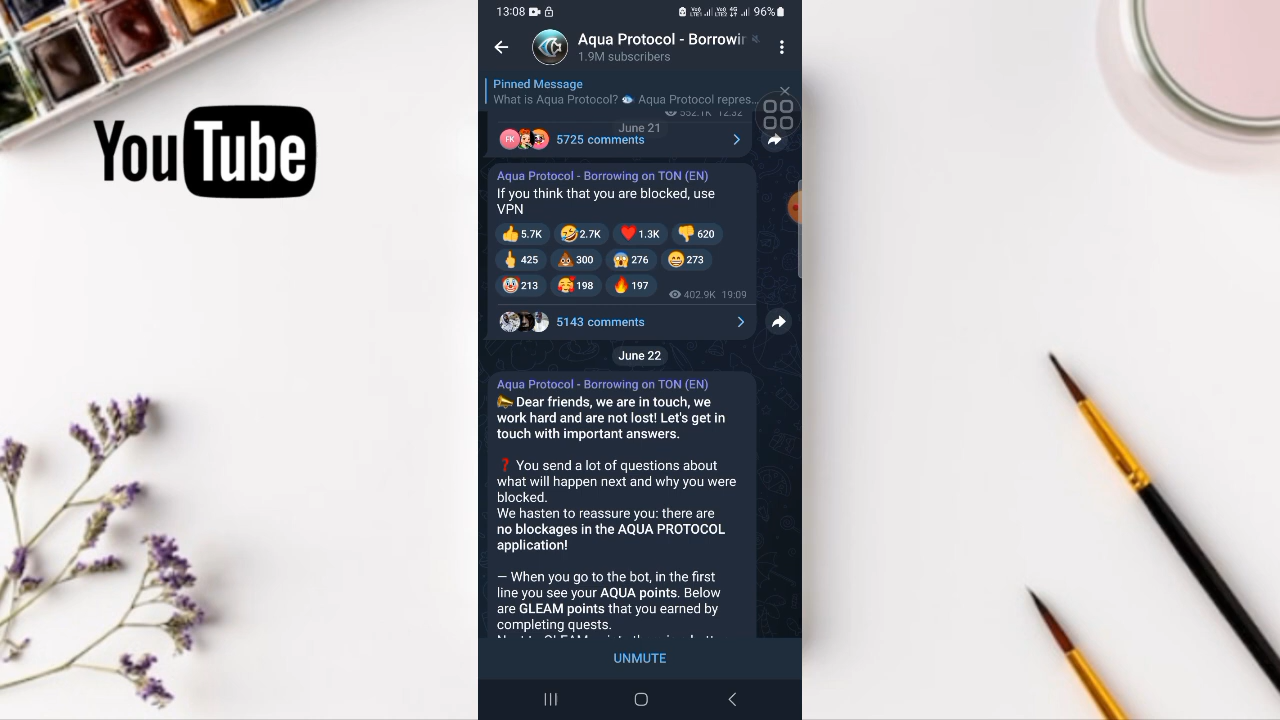 YouTube
13:08
96%
Aqua Protocol - Borrowir
1.9M subscribers
Pinned Message
What is Aqua Protocol? 🐟 Aqua Protocol repres...
552.1K 12:32
June 21
FK
5725 comments
Aqua Protocol - Borrowing on TON (EN)
If you think that you are blocked, use
VPN
👍 5.7K 🤣 2.7K ❤️ 1.3K 👎 620
🖕 425 💩 300 😱 276 😁 273
🤡 213 🥰 198 🔥 197
402.9K 19:09
5143 comments
June 22
Aqua Protocol - Borrowing on TON (EN)
📣 Dear friends, we are in touch, we
work hard and are not lost! Let's get in
touch with important answers.
❓ You send a lot of questions about
what will happen next and why you were
blocked.
We hasten to reassure you: there are
no blockages in the AQUA PROTOCOL
application!
— When you go to the bot, in the first
line you see your AQUA points. Below
are GLEAM points that you earned by
completing quests.
UNMUTE